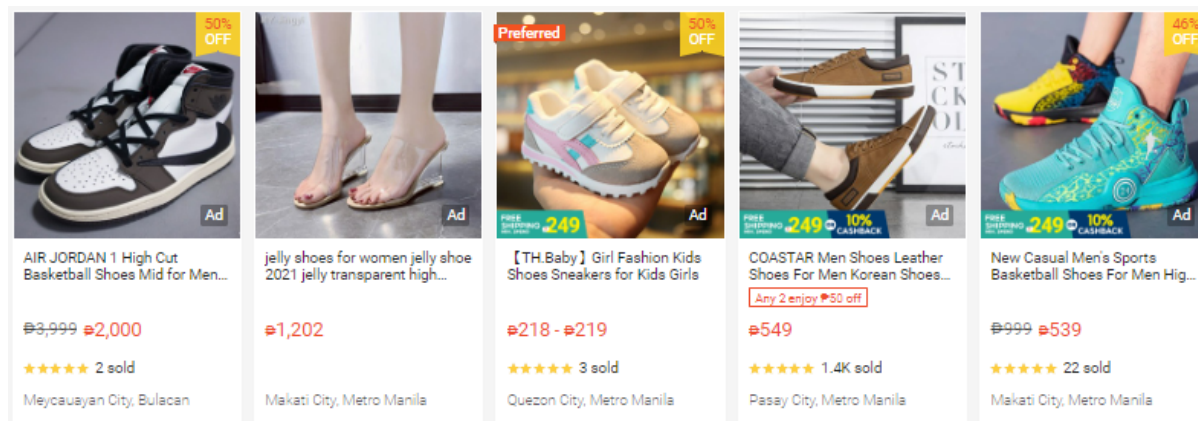 50%
OFF
Ad
AIR JORDAN 1 High Cut
Basketball Shoes Mid for Men...
₱3,999 ₱2,000
2 sold
Meycauayan City, Bulacan
Ad
jelly shoes for women jelly shoe
2021 jelly transparent high...
₱1,202
Makati City, Metro Manila
Preferred
50%
OFF
FREE
SHIPPING
249
Ad
【TH.Baby】Girl Fashion Kids
Shoes Sneakers for Kids Girls
₱218 - ₱219
3 sold
Quezon City, Metro Manila
FREE
SHIPPING
249 OR 10%
CASHBACK
Ad
COASTAR Men Shoes Leather
Shoes For Men Korean Shoes...
Any 2 enjoy ₱50 off
₱549
1.4K sold
Pasay City, Metro Manila
46%
OFF
24
FREE
SHIPPING
249 OR 10%
CASHBACK
Ad
New Casual Men's Sports
Basketball Shoes For Men Hig...
₱999 ₱539
22 sold
Makati City, Metro Manila